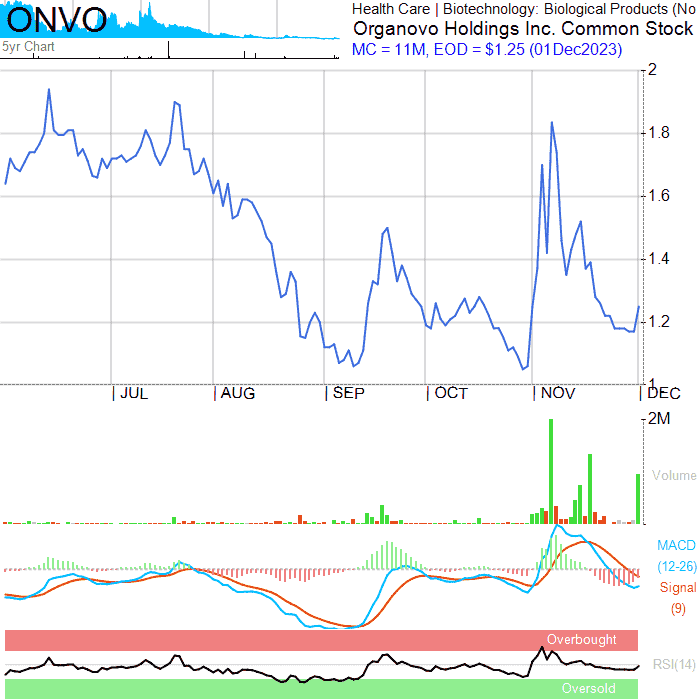 ONVO
Health Care | Biotechnology: Biological Products (No
Organovo Holdings Inc. Common Stock
5yr Chart
MC = 11M, EOD = $1.25 (01Dec2023)
2
1.8
1.6
1.4
1.2
1
JUL AUG SEP OCT NOV DEC
2M
Volume
MACD
(12-26)
Signal
(9)
Overbought
RSI(14)
Oversold